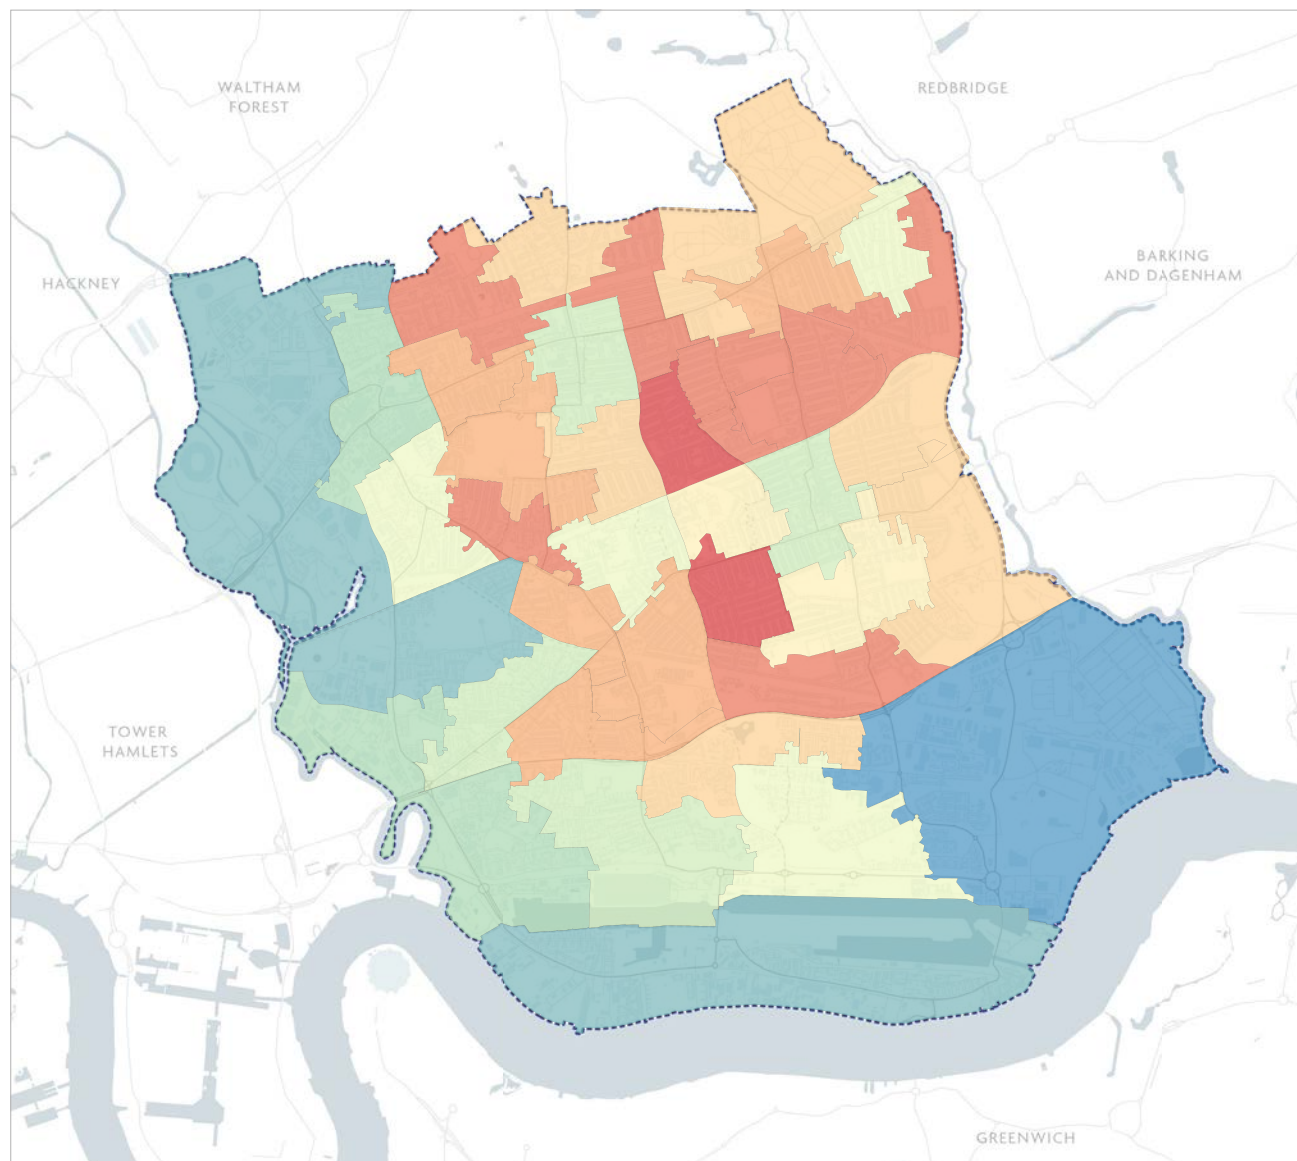 WALTHAM
FOREST
REDBRIDGE
HACKNEY
BARKING
AND DAGENHAM
TOWER
HAMLETS
GREENWICH